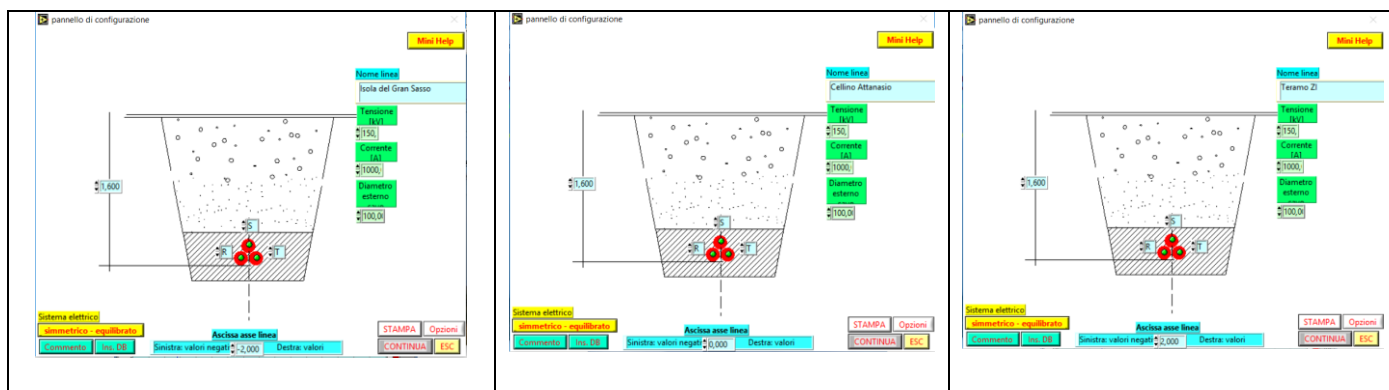 pannello di configurazione
Mini Help
Nome linea
Isola del Gran Sasso
Tensione
[kV]
150,
Corrente
[A]
1000,
Diametro
esterno
100,0
1,600
S
R
T
Sistema elettrico
simmetrico - equilibrato
Commento
Ins. DB
Ascissa asse linea
Sinistra: valori negati
-2,000
Destra: valori
STAMPA
Opzioni
CONTINUA
ESC
pannello di configurazione
Mini Help
Nome linea
Cellino Attanasio
Tensione
[kV]
150,
Corrente
[A]
1000,
Diametro
esterno
100,0
1,600
S
R
T
Sistema elettrico
simmetrico - equilibrato
Commento
Ins. DB
Ascissa asse linea
Sinistra: valori negati
0,000
Destra: valori
STAMPA
Opzioni
CONTINUA
ESC
pannello di configurazione
Mini Help
Nome linea
Teramo ZI
Tensione
[kV]
150,
Corrente
[A]
1000,
Diametro
esterno
100,0
1,600
S
R
T
Sistema elettrico
simmetrico - equilibrato
Commento
Ins. DB
Ascissa asse linea
Sinistra: valori negati
2,000
Destra: valori
STAMPA
Opzioni
CONTINUA
ESC